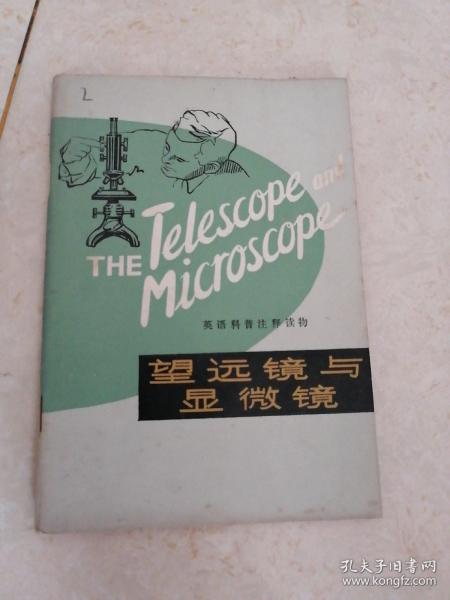 2
THE Telescope and
Microscope
英语科普注释读物
望远镜与
显微镜
孔夫子旧书网
www.kongfz.com